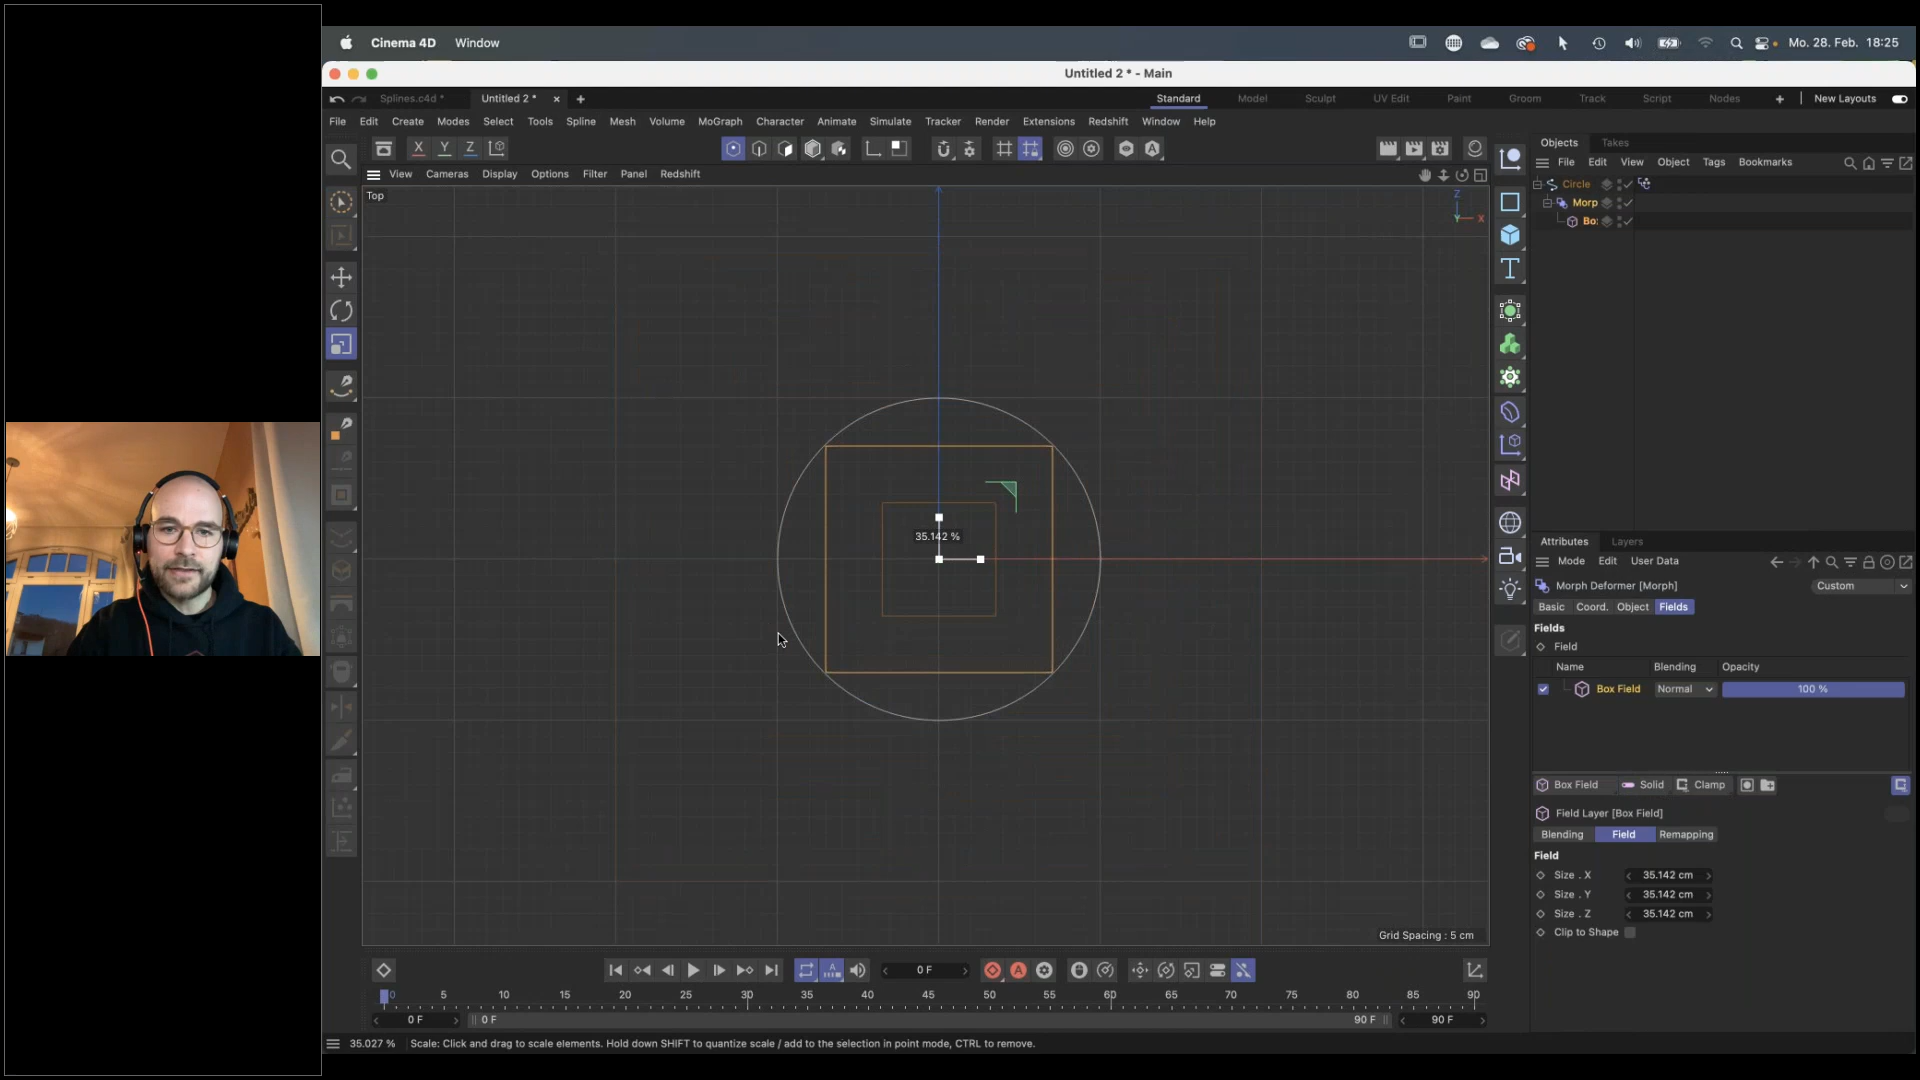 Cinema 4D Window
Mo. 28. Feb. 18:25
Untitled 2 * - Main
Splines.c4d * Untitled 2 *
Standard Model Sculpt UV Edit Paint Groom Track Script Nodes New Layouts
File Edit Create Modes Select Tools Spline Mesh Volume MoGraph Character Animate Simulate Tracker Render Extensions Redshift Window Help
X Y Z
View Cameras Display Options Filter Panel Redshift
Top
Z
Y X
35.142 %
Grid Spacing : 5 cm
Objects Takes
File Edit View Object Tags Bookmarks
Circle
Morp
Bo:
Attributes Layers
Mode Edit User Data
Morph Deformer [Morph] Custom
Basic Coord. Object Fields
Fields
Field
Name Blending Opacity
Box Field Normal 100 %
Box Field Solid Clamp
Field Layer [Box Field]
Blending Field Remapping
Field
Size . X 35.142 cm
Size . Y 35.142 cm
Size . Z 35.142 cm
Clip to Shape
0 F
0 5 10 15 20 25 30 35 40 45 50 55 60 65 70 75 80 85 90
0 F 0 F 90 F 90 F
35.027 % Scale: Click and drag to scale elements. Hold down SHIFT to quantize scale / add to the selection in point mode, CTRL to remove.